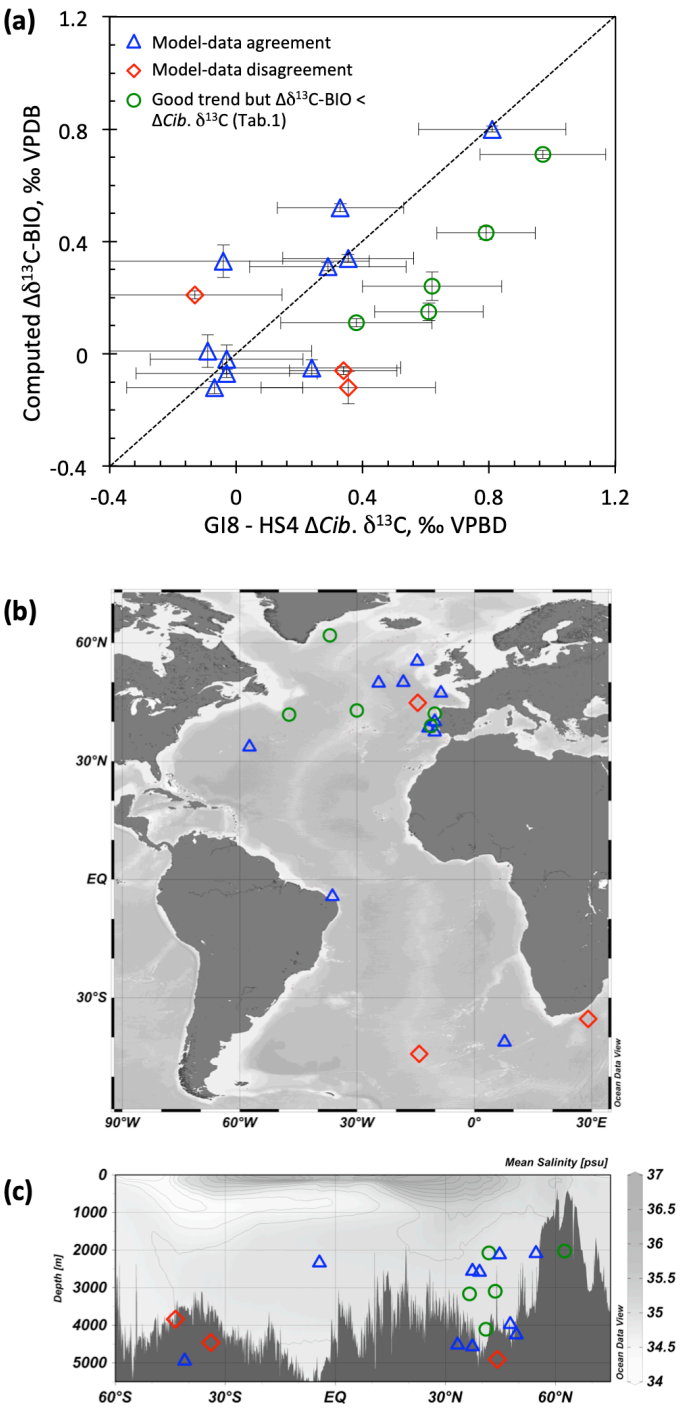 (a)
1.2
0.8
0.4
0
-0.4
Computed Δδ¹³C-BIO, ‰ VPDB
Model-data agreement
Model-data disagreement
Good trend but Δδ¹³C-BIO <
ΔCib. δ¹³C (Tab.1)
-0.4 0 0.4 0.8 1.2
GI8 - HS4 ΔCib. δ¹³C, ‰ VPBD
(b)
60°N
30°N
EQ
30°S
90°W 60°W 30°W 0° 30°E
Ocean Data View
(c)
Mean Salinity [psu]
Depth [m]
0
1000
2000
3000
4000
5000
60°S 30°S EQ 30°N 60°N
37
36.5
36
35.5
35
34.5
34
Ocean Data View